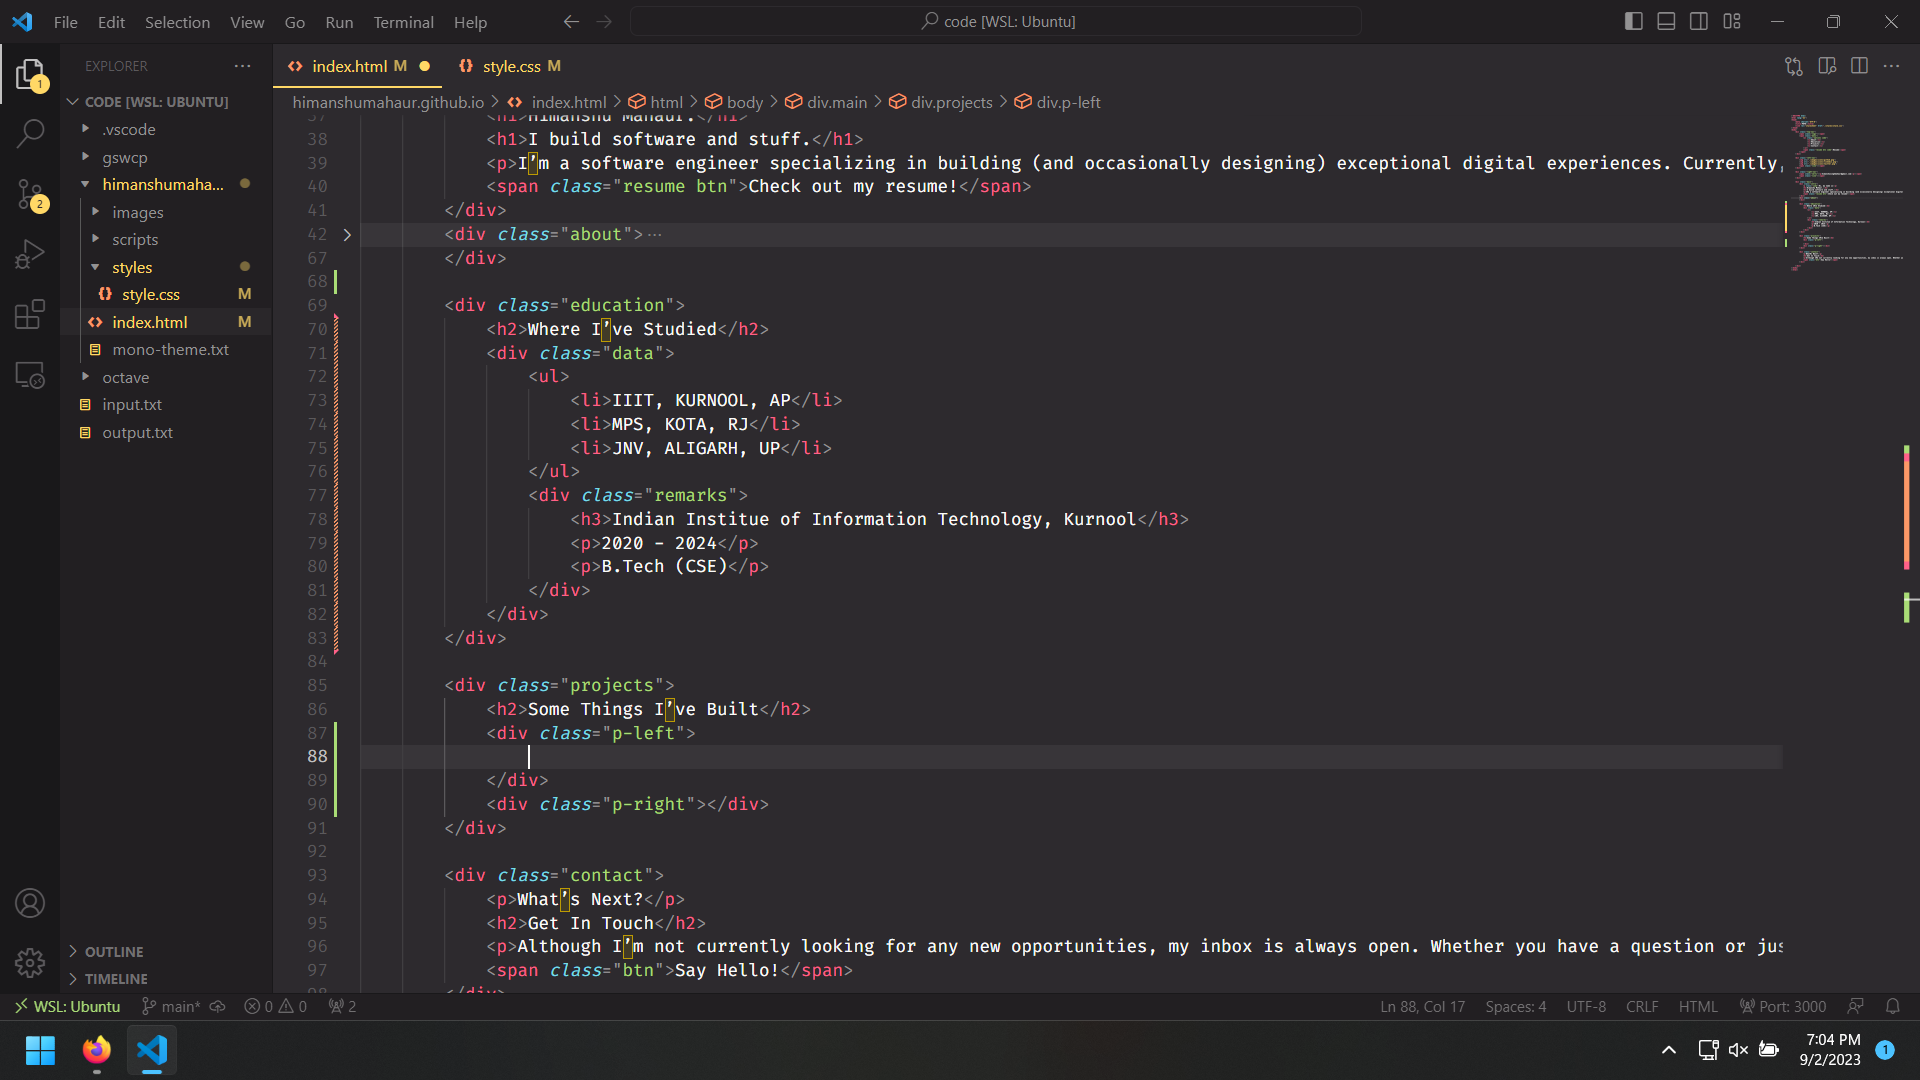 File Edit Selection View Go Run Terminal Help
code [WSL: Ubuntu]
EXPLORER
index.html M
style.css M
CODE [WSL: UBUNTU]
himanshumahaur.github.io > index.html > html > body > div.main > div.projects > div.p-left
.vscode
gswcp
himanshumaha...
images
scripts
styles
style.css M
index.html M
mono-theme.txt
octave
input.txt
output.txt
OUTLINE
TIMELINE
37 <h1>Himanshu Mahaur.</h1>
38 <h1>I build software and stuff.</h1>
39 <p>I’m a software engineer specializing in building (and occasionally designing) exceptional digital experiences. Currently,
40 <span class="resume btn">Check out my resume!</span>
41 </div>
42 <div class="about">···
67 </div>
68
69 <div class="education">
70 <h2>Where I’ve Studied</h2>
71 <div class="data">
72 <ul>
73 <li>IIIT, KURNOOL, AP</li>
74 <li>MPS, KOTA, RJ</li>
75 <li>JNV, ALIGARH, UP</li>
76 </ul>
77 <div class="remarks">
78 <h3>Indian Institue of Information Technology, Kurnool</h3>
79 <p>2020 - 2024</p>
80 <p>B.Tech (CSE)</p>
81 </div>
82 </div>
83 </div>
84
85 <div class="projects">
86 <h2>Some Things I’ve Built</h2>
87 <div class="p-left">
88
89 </div>
90 <div class="p-right"></div>
91 </div>
92
93 <div class="contact">
94 <p>What’s Next?</p>
95 <h2>Get In Touch</h2>
96 <p>Although I’m not currently looking for any new opportunities, my inbox is always open. Whether you have a question or jus
97 <span class="btn">Say Hello!</span>
98 </div>
1
2
WSL: Ubuntu main* 0 0 2
Ln 88, Col 17 Spaces: 4 UTF-8 CRLF HTML Port: 3000
7:04 PM
9/2/2023
1